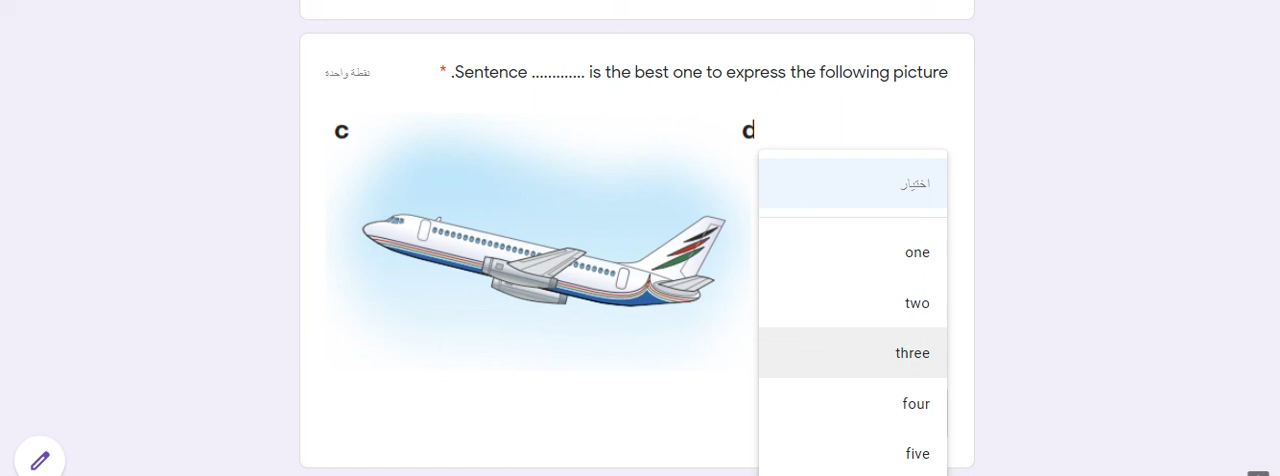 * .Sentence ............. is the best one to express the following picture
نقطة واحدة
c
d
اختيار
one
two
three
four
five